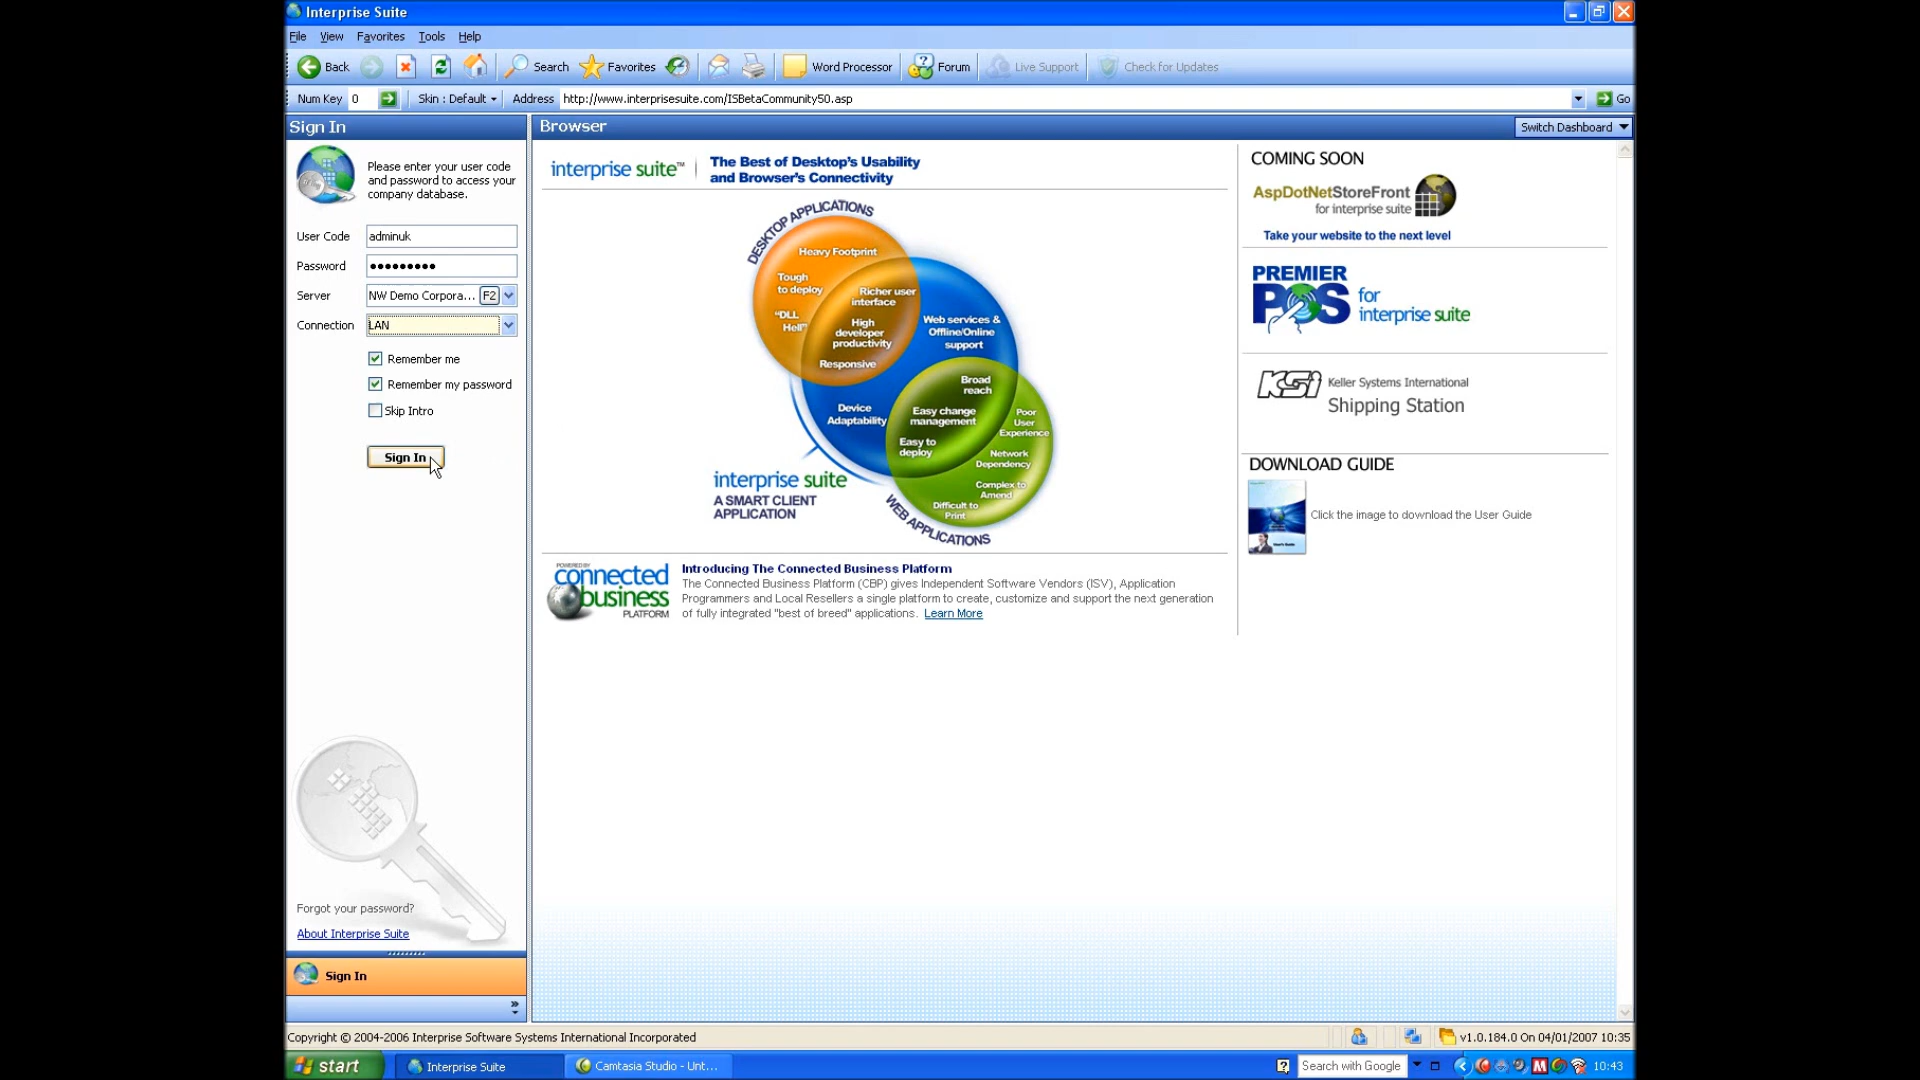 Interprise Suite
File View Favorites Tools Help
Back Search Favorites Word Processor Forum Live Support Check for Updates
Num Key 0 Skin : Default Address http://www.interprisesuite.com/ISBetaCommunity50.asp Go
Sign In
Browser
Switch Dashboard
Please enter your user code
and password to access your
company database.
User Code adminuk
Password ●●●●●●●●●
Server NW Demo Corpora... F2
Connection LAN
Remember me
Remember my password
Skip Intro
Sign In
Forgot your password?
About Interprise Suite
Sign In
interprise suite™
The Best of Desktop's Usability
and Browser's Connectivity
DESKTOP APPLICATIONS
Heavy Footprint
Tough
to deploy
"DLL
Hell"
Richer user
interface
High
developer
productivity
Responsive
Web services &
Offline/Online
support
Device
Adaptability
Broad
reach
Easy change
management
Easy to
deploy
Poor
User
Experience
Network
Dependency
Complex to
Amend
Difficult to
Print
WEB APPLICATIONS
interprise suite
A SMART CLIENT
APPLICATION
POWERED BY
connected
business
PLATFORM
Introducing The Connected Business Platform
The Connected Business Platform (CBP) gives Independent Software Vendors (ISV), Application
Programmers and Local Resellers a single platform to create, customize and support the next generation
of fully integrated "best of breed" applications. Learn More
COMING SOON
AspDotNetStoreFront
for interprise suite
Take your website to the next level
PREMIER
POS for
interprise suite
KSI Keller Systems International
Shipping Station
DOWNLOAD GUIDE
Click the image to download the User Guide
Copyright © 2004-2006 Interprise Software Systems International Incorporated
v1.0.184.0 On 04/01/2007 10:35
start Interprise Suite Camtasia Studio - Unt... Search with Google 10:43